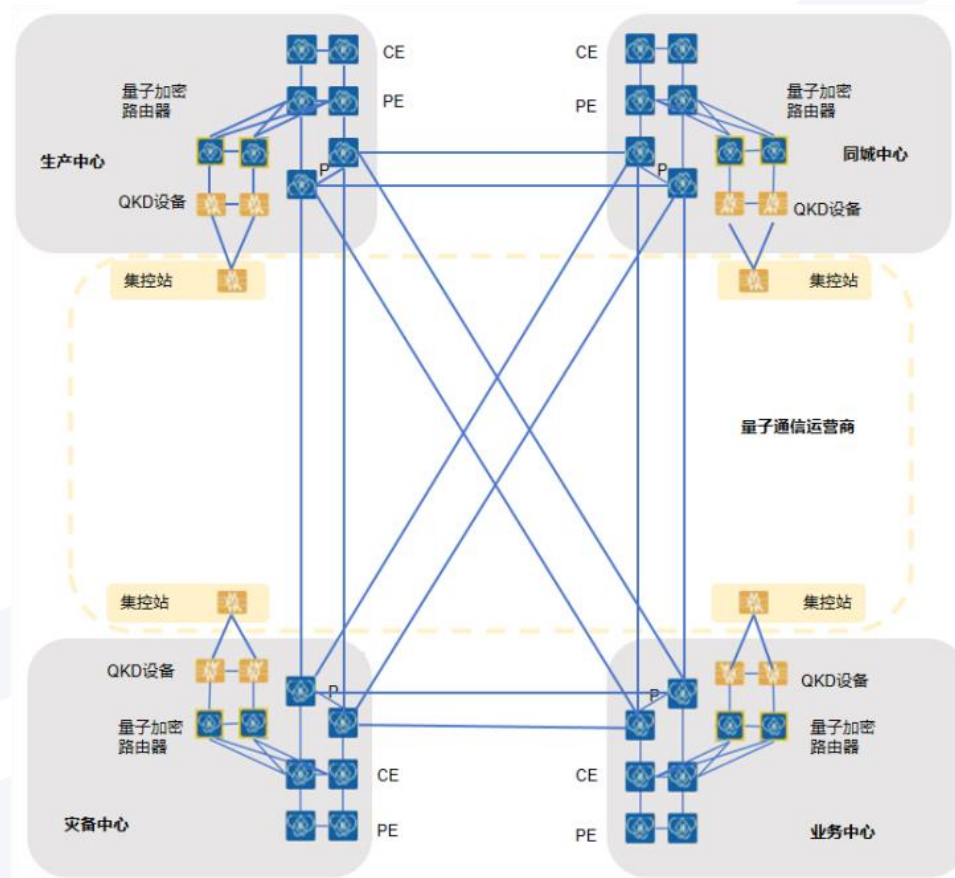 CE
CE
量子加密
路由器
PE
PE
量子加密
路由器
生产中心
同城中心
P
P
QKD设备
QKD设备
集控站
集控站
量子通信运营商
集控站
集控站
QKD设备
P
P
QKD设备
量子加密
路由器
量子加密
路由器
CE
CE
灾备中心
PE
PE
业务中心